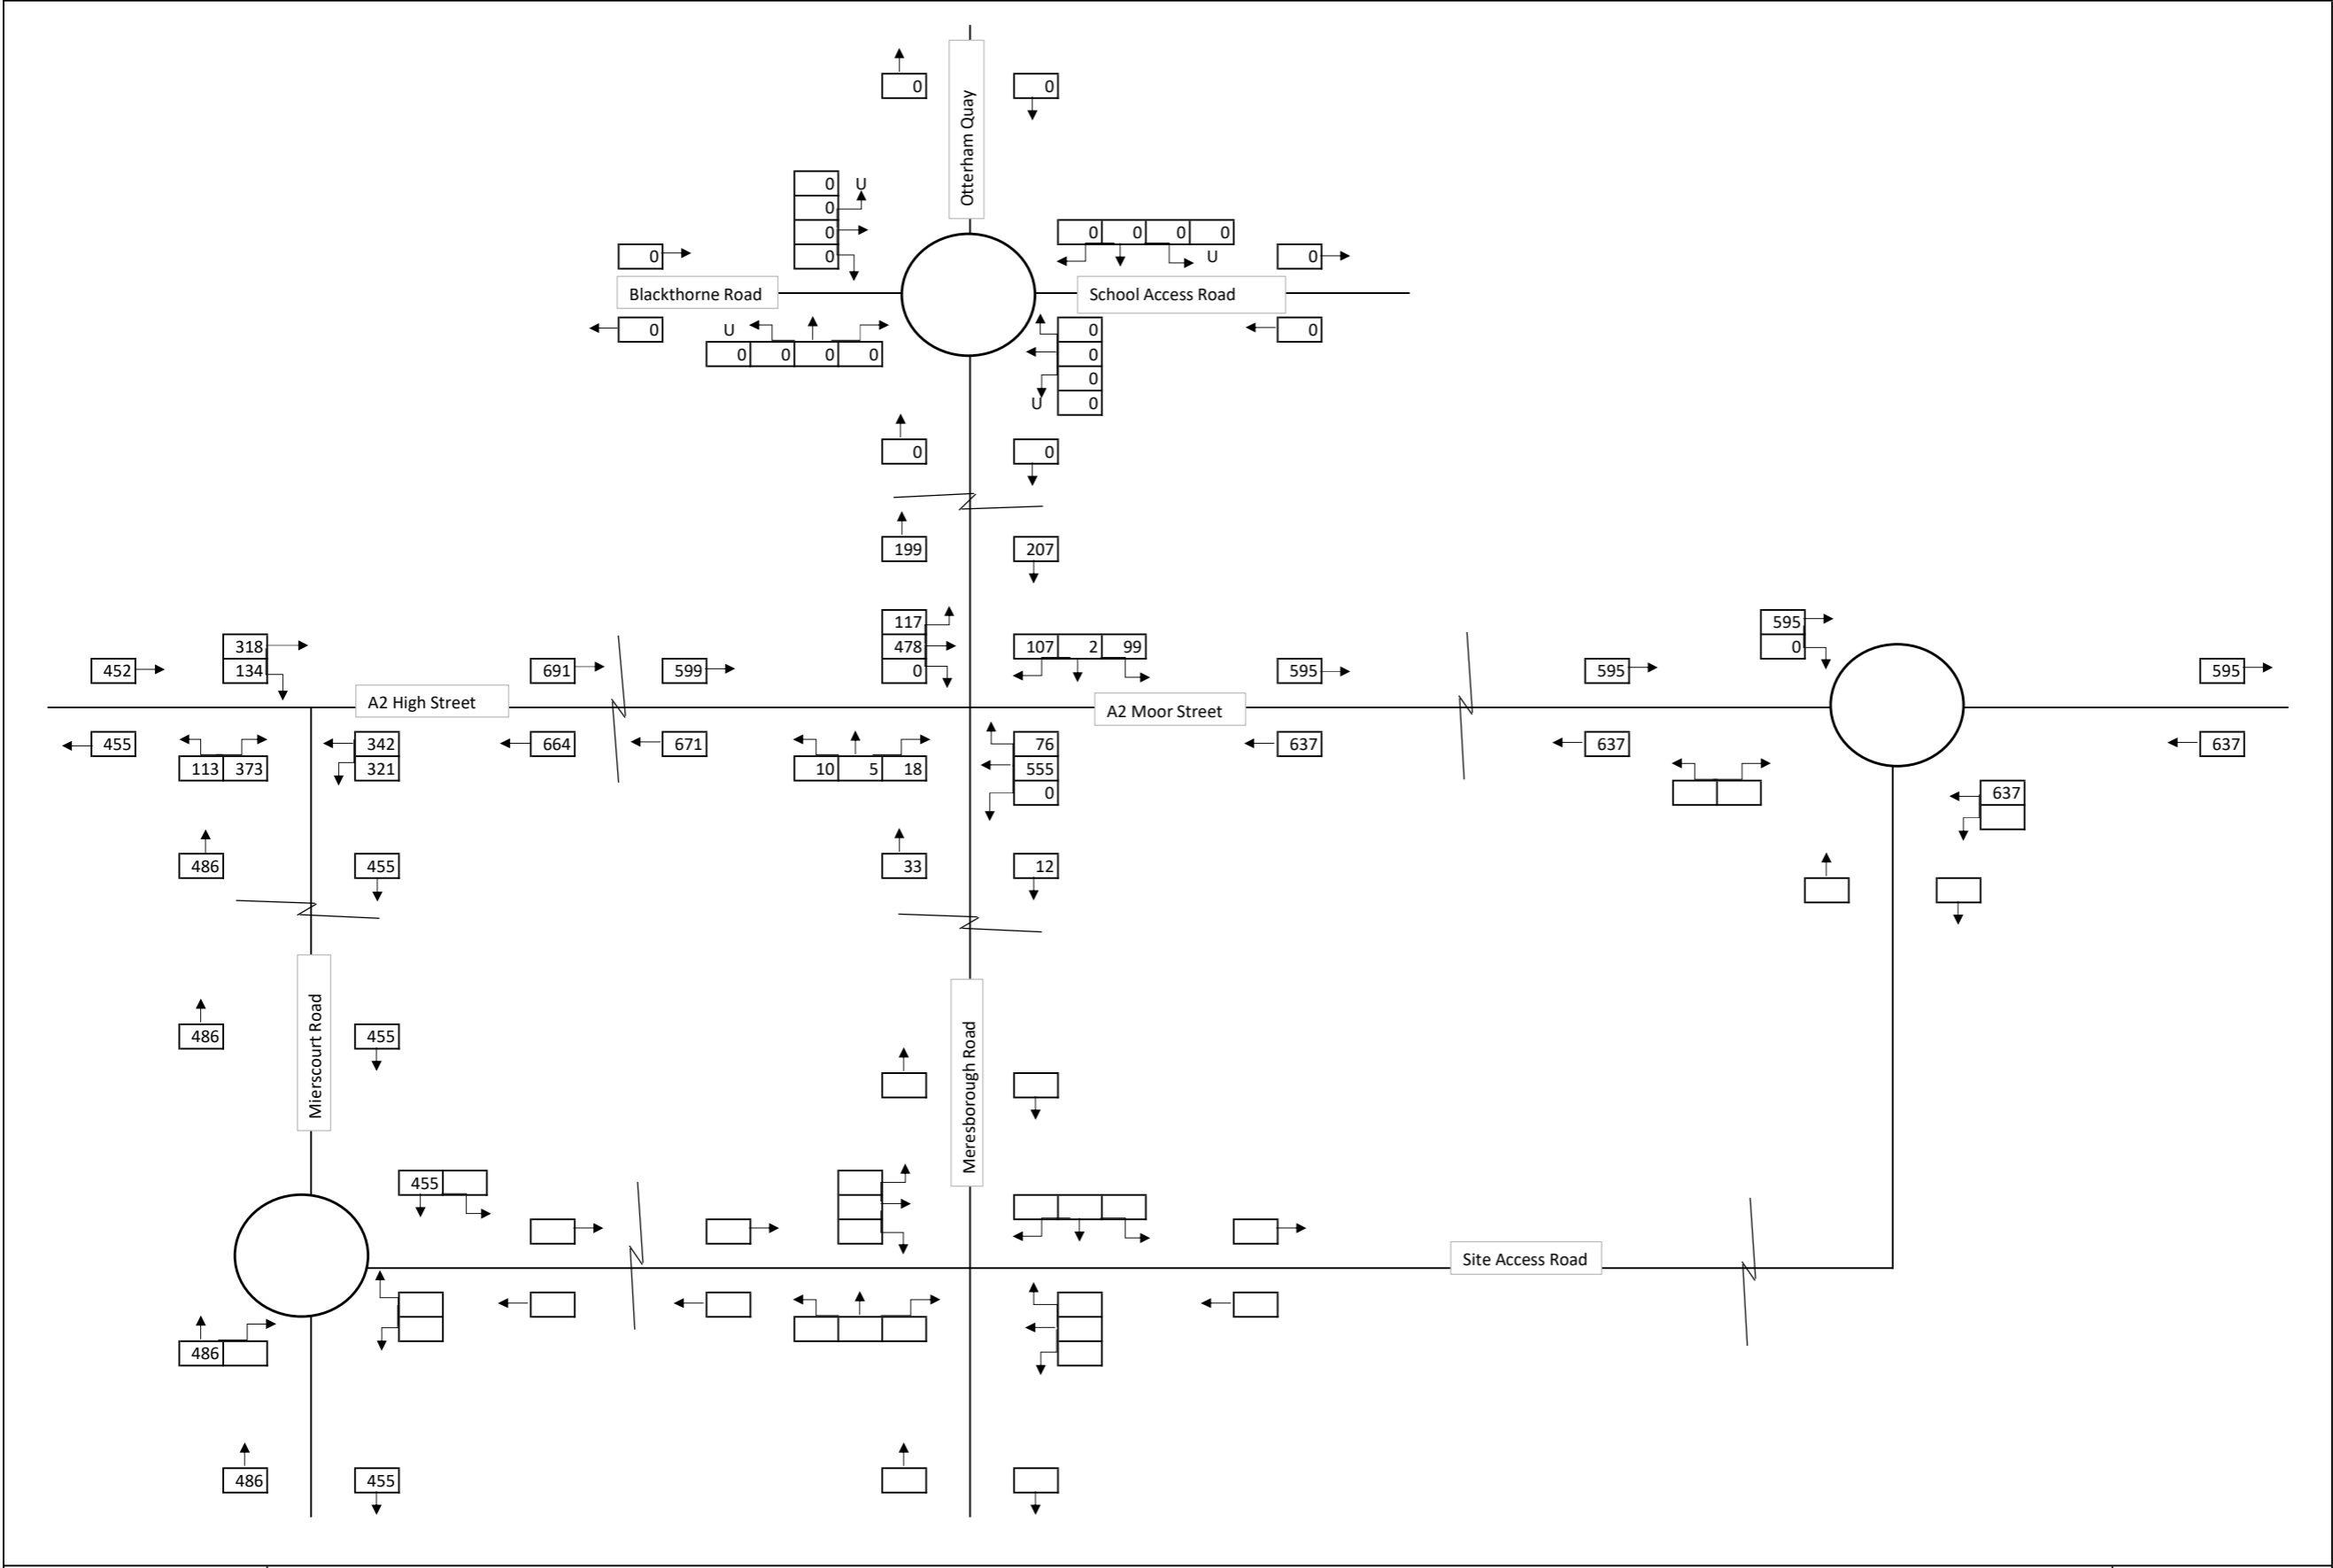 0 0
Otterham Quay
0 U
0
0
0
0 0 0 0
U
0 0
Blackthorne Road
School Access Road
0 0
U
0 0 0 0
0
0
0
U 0
0 0
199 207
117
478
0
107 2 99
595
0
318
134
452
691 599
595 595 595
A2 High Street
A2 Moor Street
455
113 373
342
321
664 671
10 5 18
76
555
0
637 637 637
637
486 455
33 12
Mierscourt Road
Meresborough Road
486 455
455
Site Access Road
486
486 455